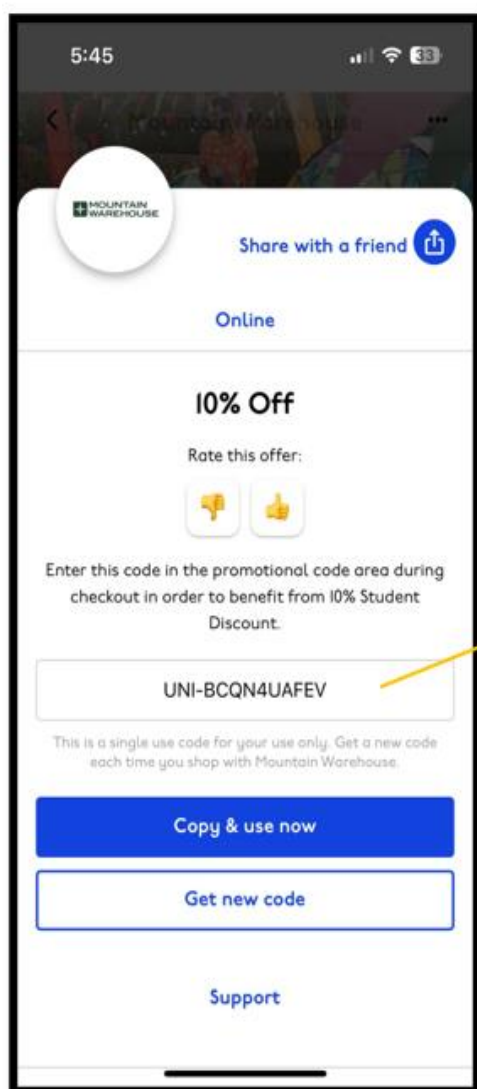 5:45
33
Mountain Warehouse
MOUNTAIN
WAREHOUSE
Share with a friend
Online
10% Off
Rate this offer:
Enter this code in the promotional code area during
checkout in order to benefit from 10% Student
Discount.
UNI-BCQN4UAFEV
This is a single use code for your use only. Get a new code
each time you shop with Mountain Warehouse.
Copy & use now
Get new code
Support